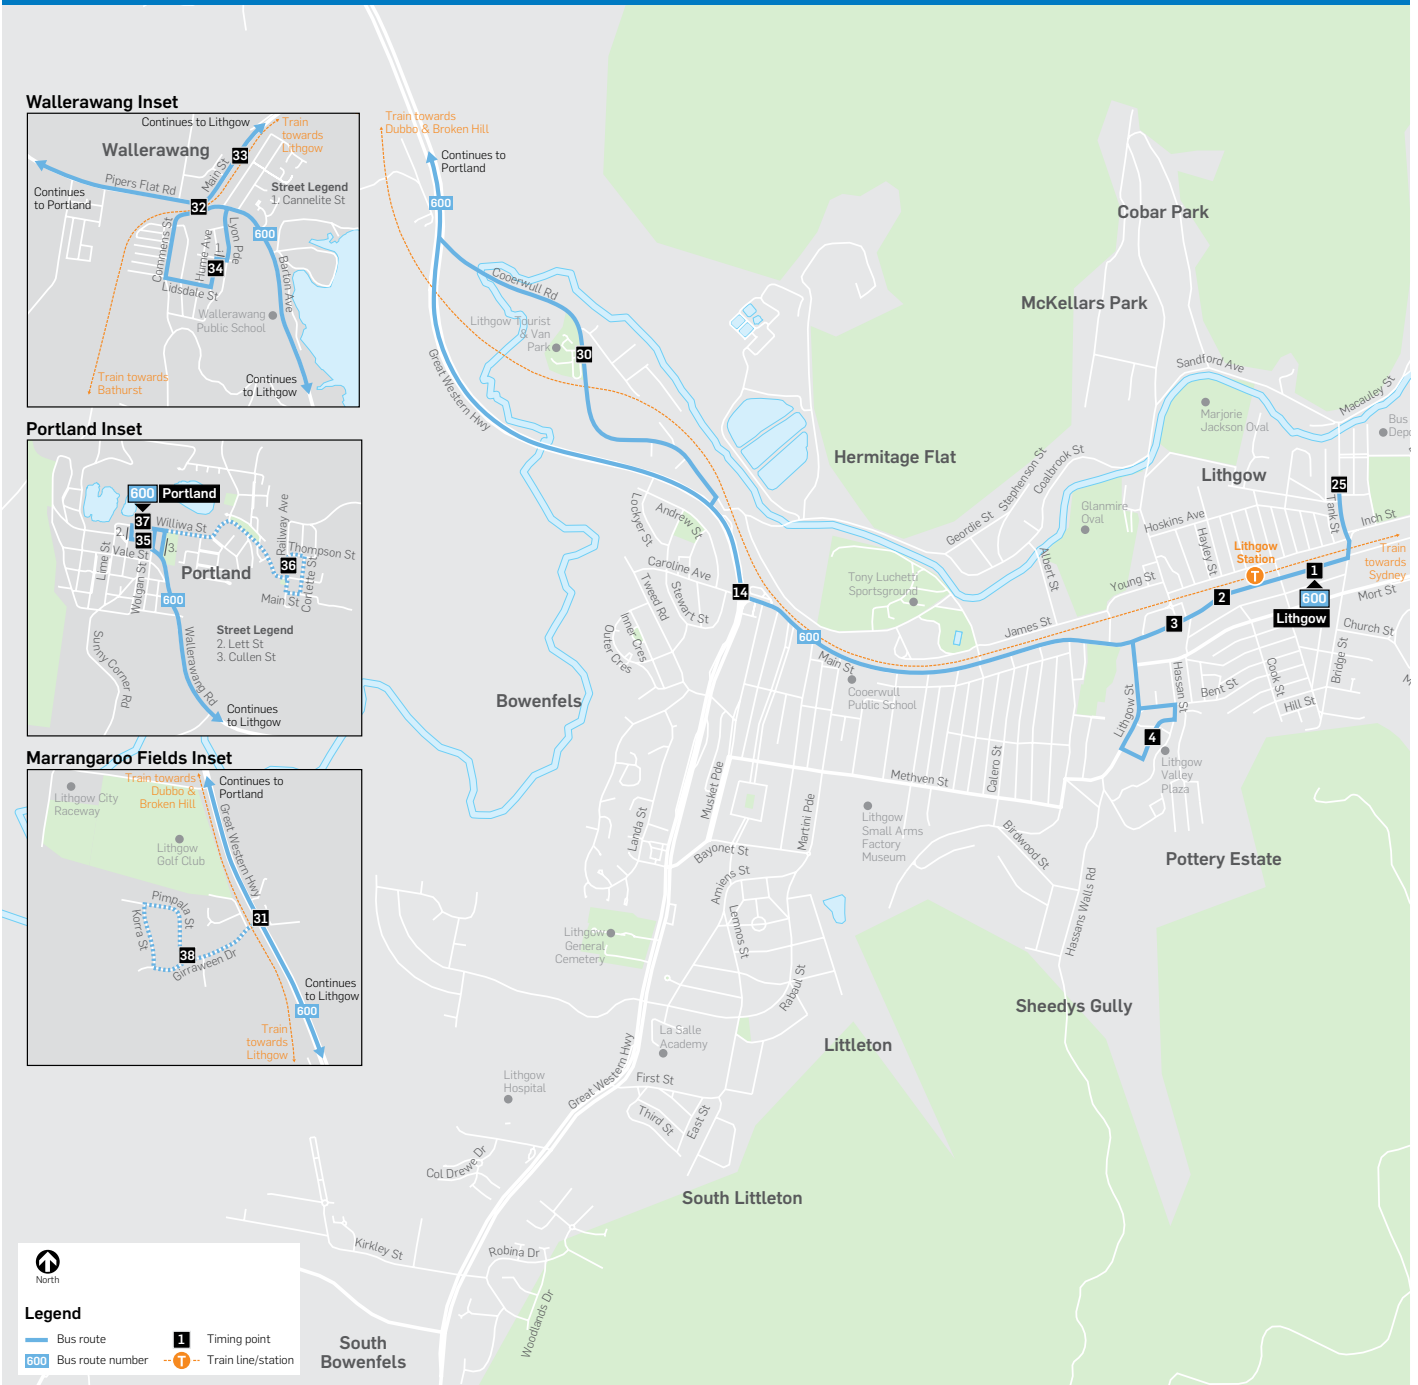 Wallerawang Inset
Continues to Lithgow
Train
towards
Lithgow
Wallerawang
33
Main St
Pipers Flat Rd
Continues
to Portland
Street Legend
1. Cannelite St
32
Commens St
Hume Ave
1.
Lyon Pde
600
34
Barton Ave
Lidsdale St
Wallerawang
Public School
Train towards
Bathurst
Continues
to Lithgow
Portland Inset
600
Portland
37
Williwa St
2.
35
3.
Vale St
Lime St
Wolgan St
Railway Ave
Thompson St
36
Corlette St
Main St
Portland
600
Street Legend
2. Lett St
3. Cullen St
Sunny Corner Rd
Wallerawang Rd
Continues
to Lithgow
Marrangaroo Fields Inset
Train towards
Dubbo &
Broken Hill
Continues to
Portland
Lithgow City
Raceway
Great Western Hwy
Lithgow
Golf Club
Pimpala St
Korra St
31
38
Girraween Dr
Continues
to Lithgow
600
Train
towards
Lithgow
Train towards
Dubbo & Broken Hill
Continues to
Portland
600
Cooerwull Rd
Lithgow Tourist
& Van
Park
30
Great Western Hwy
Cobar Park
McKellars Park
Sandford Ave
Macauley St
Marjorie
Jackson Oval
Bus
Hermitage Flat
Stephenson St
Coalbrook St
Lithgow
25
Tank St
Lockyer St
Andrew St
Geordie St
Glanmire
Oval
Hoskins Ave
Hayley St
Inch St
Lithgow
Station
T
Train
towards
Sydney
Caroline Ave
Tweed Rd
Stewart St
14
Tony Luchetti
Sportsground
Albert St
Young St
1
600
Lithgow
2
Mort St
Inner Cres
Outer Cres
600
James St
3
Church St
Main St
Cooerwull
Public School
Bowenfels
Hassan St
Bent St
Cook St
Hill St
Bridge St
Lithgow St
4
Lithgow
Valley
Plaza
Musket Pde
Methven St
Calero St
Landa St
Martini Pde
Lithgow
Small Arms
Factory
Museum
Birdwood St
Bayonet St
Amiens St
Lemnos St
Pottery Estate
Hassans Walls Rd
Lithgow
General
Cemetery
Rabaul St
Sheedys Gully
La Salle
Academy
Littleton
Great Western Hwy
Lithgow
Hospital
First St
Third St
East St
Col Drewe Dr
South Littleton
Kirkley St
Robina Dr
Woodlands Dr
South
Bowenfels
North
Legend
Bus route
1
Timing point
600
Bus route number
T
Train line/station